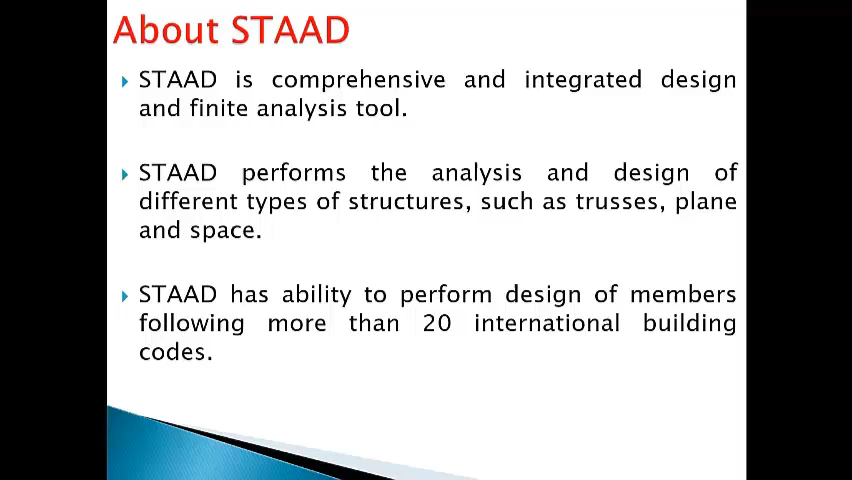 About STAAD
STAAD is comprehensive and integrated design
and finite analysis tool.
STAAD performs the analysis and design of
different types of structures, such as trusses, plane
and space.
STAAD has ability to perform design of members
following more than 20 international building
codes.